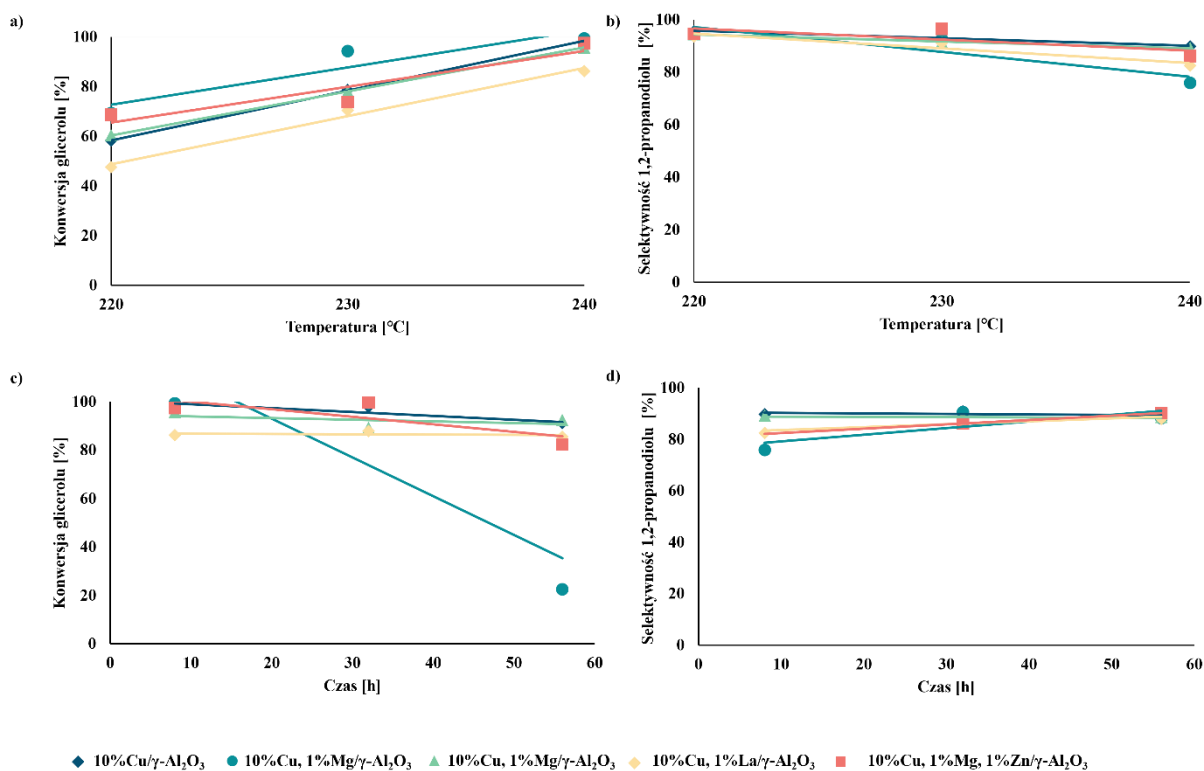 a)
Konwersja glicerolu [%]
100
80
60
40
20
0
220
230
240
Temperatura [°C]
b)
Selektywność 1,2-propanodiolu [%]
100
80
60
40
20
0
220
230
240
Temperatura [°C]
c)
Konwersja glicerolu [%]
100
80
60
40
20
0
0
10
20
30
40
50
60
Czas [h]
d)
Selektywność 1,2-propanodiolu [%]
100
80
60
40
20
0
0
10
20
30
40
50
60
Czas [h]
10%Cu/γ-Al₂O₃
10%Cu, 1%Mg/γ-Al₂O₃
10%Cu, 1%Mg/γ-Al₂O₃
10%Cu, 1%La/γ-Al₂O₃
10%Cu, 1%Mg, 1%Zn/γ-Al₂O₃